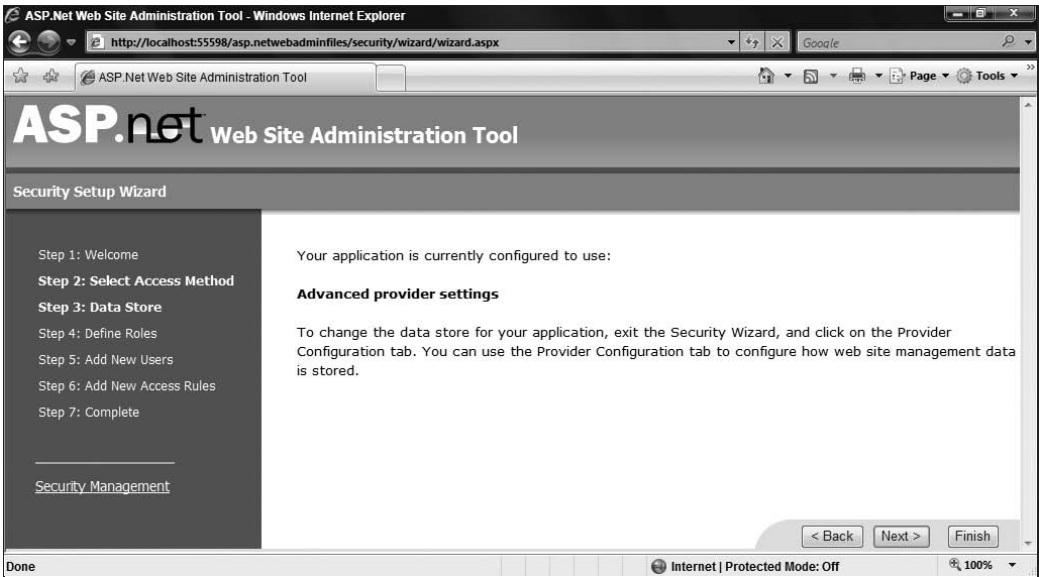 ASP.Net Web Site Administration Tool - Windows Internet Explorer
http://localhost:55598/asp.netwebadminfiles/security/wizard/wizard.aspx
Google
ASP.Net Web Site Administration Tool
Page
Tools
ASP.net Web Site Administration Tool
Security Setup Wizard
Step 1: Welcome
Step 2: Select Access Method
Step 3: Data Store
Step 4: Define Roles
Step 5: Add New Users
Step 6: Add New Access Rules
Step 7: Complete
Security Management
Your application is currently configured to use:
Advanced provider settings
To change the data store for your application, exit the Security Wizard, and click on the Provider
Configuration tab. You can use the Provider Configuration tab to configure how web site management data
is stored.
< Back
Next >
Finish
Done
Internet | Protected Mode: Off
100%